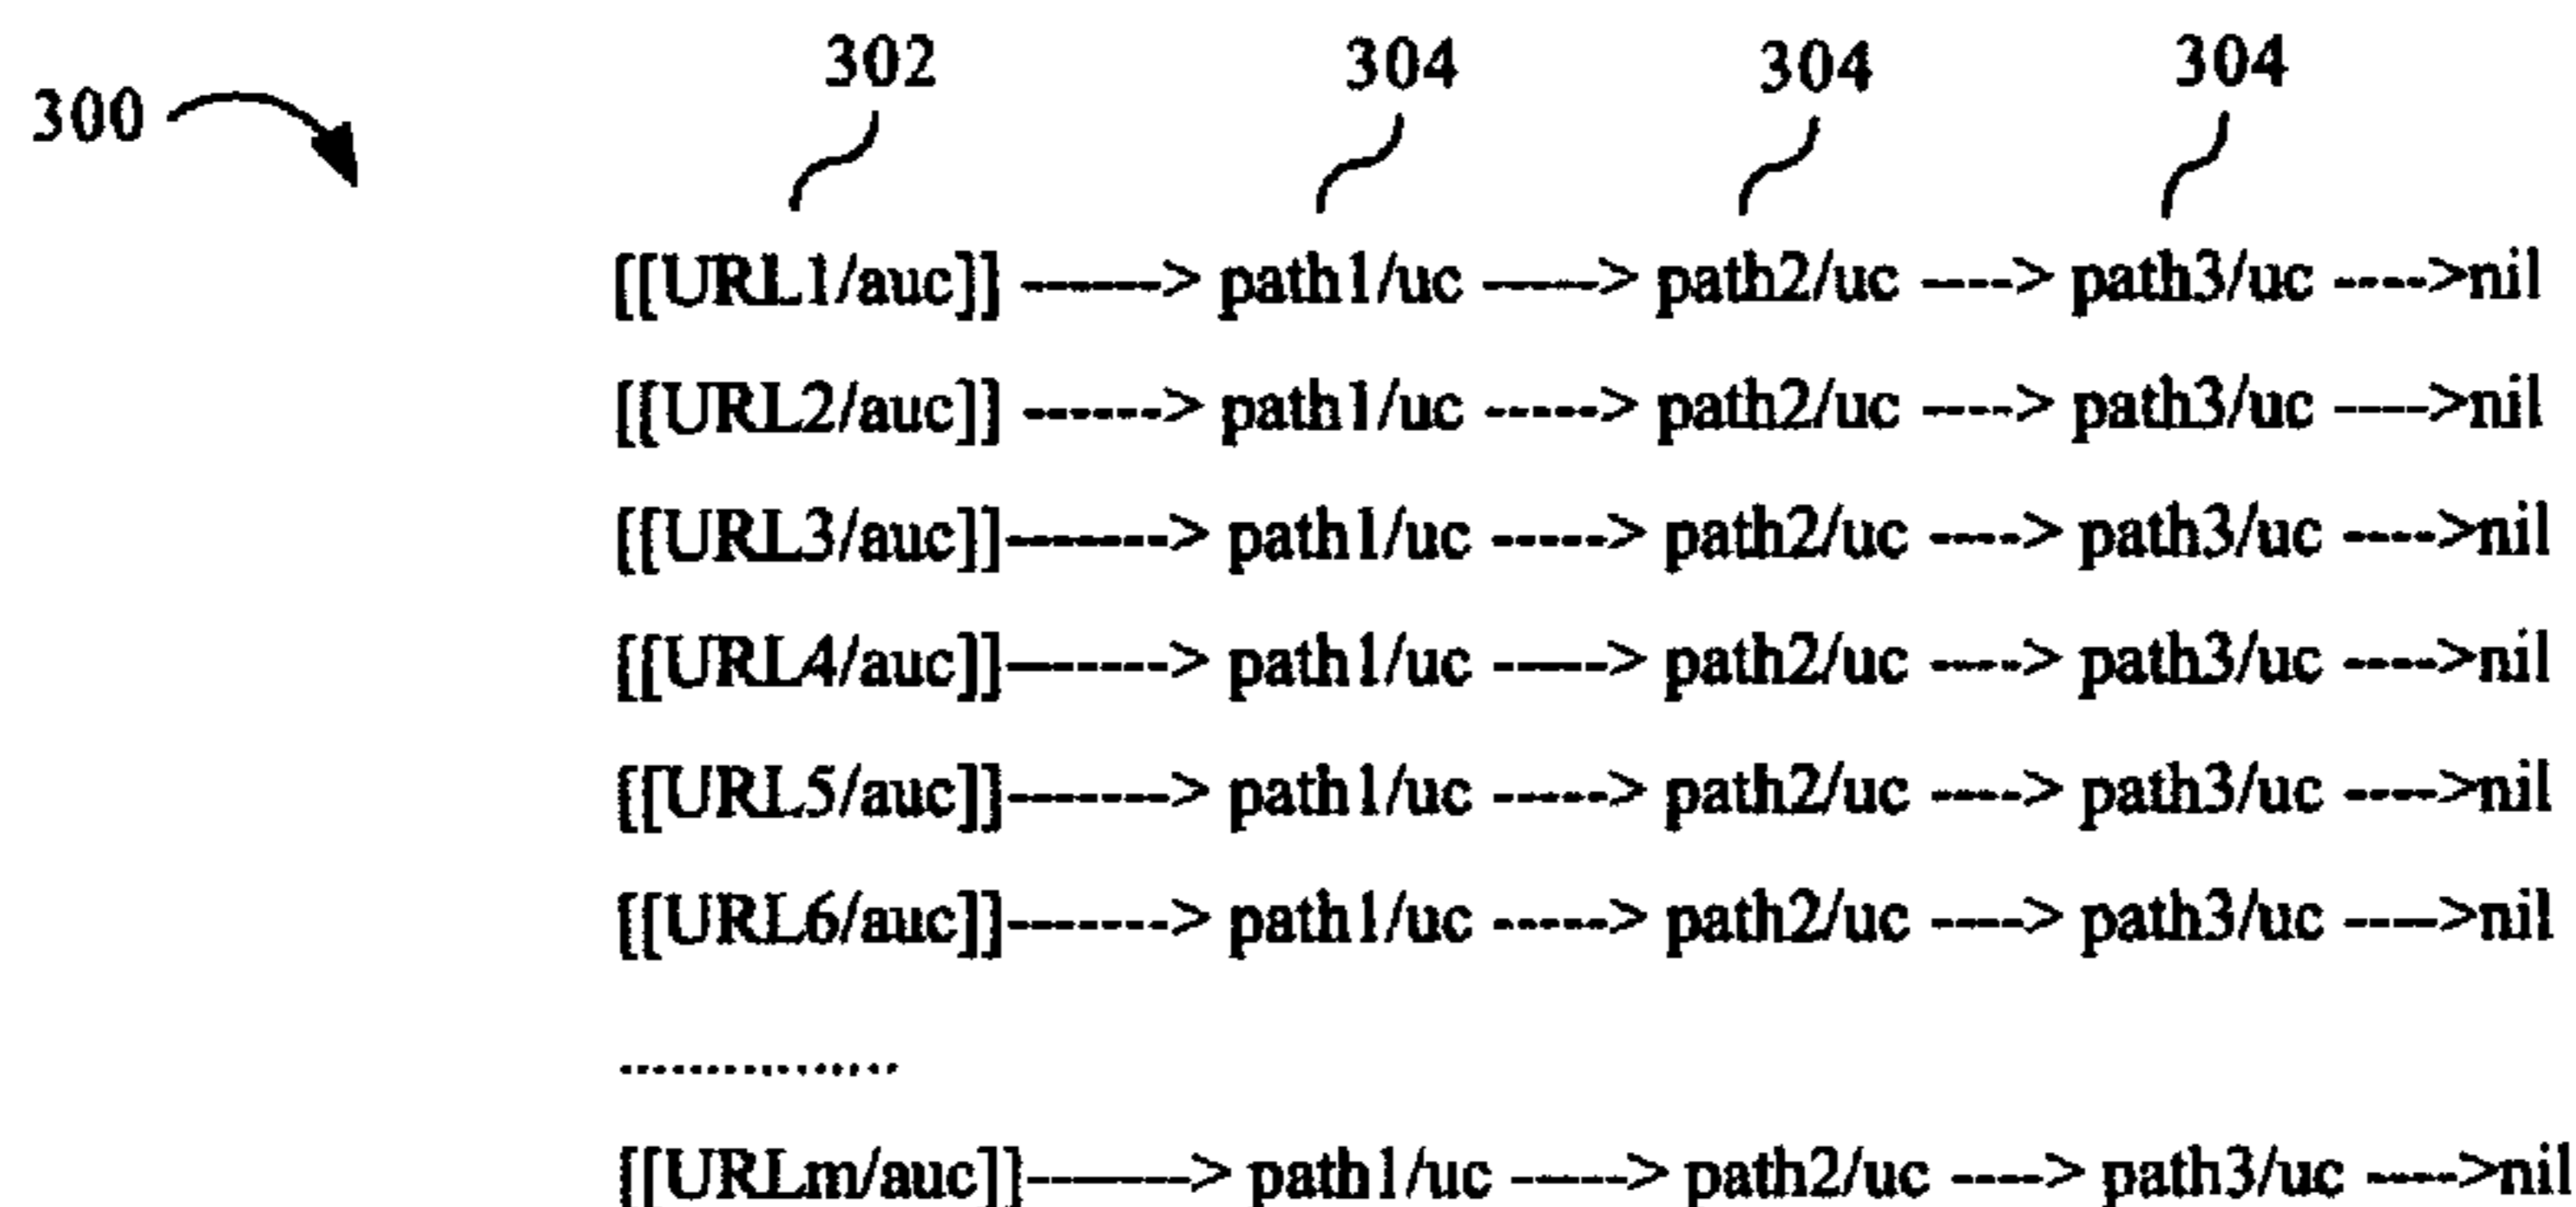 302 304 304 304
300
[[URL1/auc]] ------> path1/uc -----> path2/uc ----> path3/uc ---->nil
[[URL2/auc]] ------> path1/uc -----> path2/uc ----> path3/uc ---->nil
[[URL3/auc]]-------> path1/uc -----> path2/uc ----> path3/uc ---->nil
[[URL4/auc]]-------> path1/uc -----> path2/uc ----> path3/uc ---->nil
[[URL5/auc]]-------> path1/uc -----> path2/uc ----> path3/uc ---->nil
[[URL6/auc]]-------> path1/uc -----> path2/uc ----> path3/uc ---->nil
................
[[URLm/auc]]-------> path1/uc -----> path2/uc ----> path3/uc ---->nil